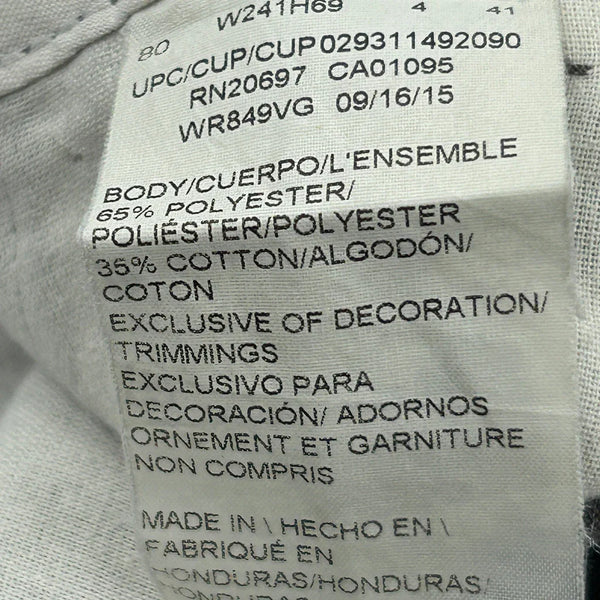 W241H69 4 41
80
UPC/CUP/CUP 029311492090
RN20697 CA01095
WR849VG 09/16/15
BODY/CUERPO/L'ENSEMBLE
65% POLYESTER/
POLIÉSTER/POLYESTER
35% COTTON/ALGODÓN/
COTON
EXCLUSIVE OF DECORATION/
TRIMMINGS
EXCLUSIVO PARA
DECORACIÓN/ ADORNOS
ORNEMENT ET GARNITURE
NON COMPRIS
MADE IN \ HECHO EN \
FABRIQUÉ EN
HONDURAS/HONDURAS/
HONDURAS